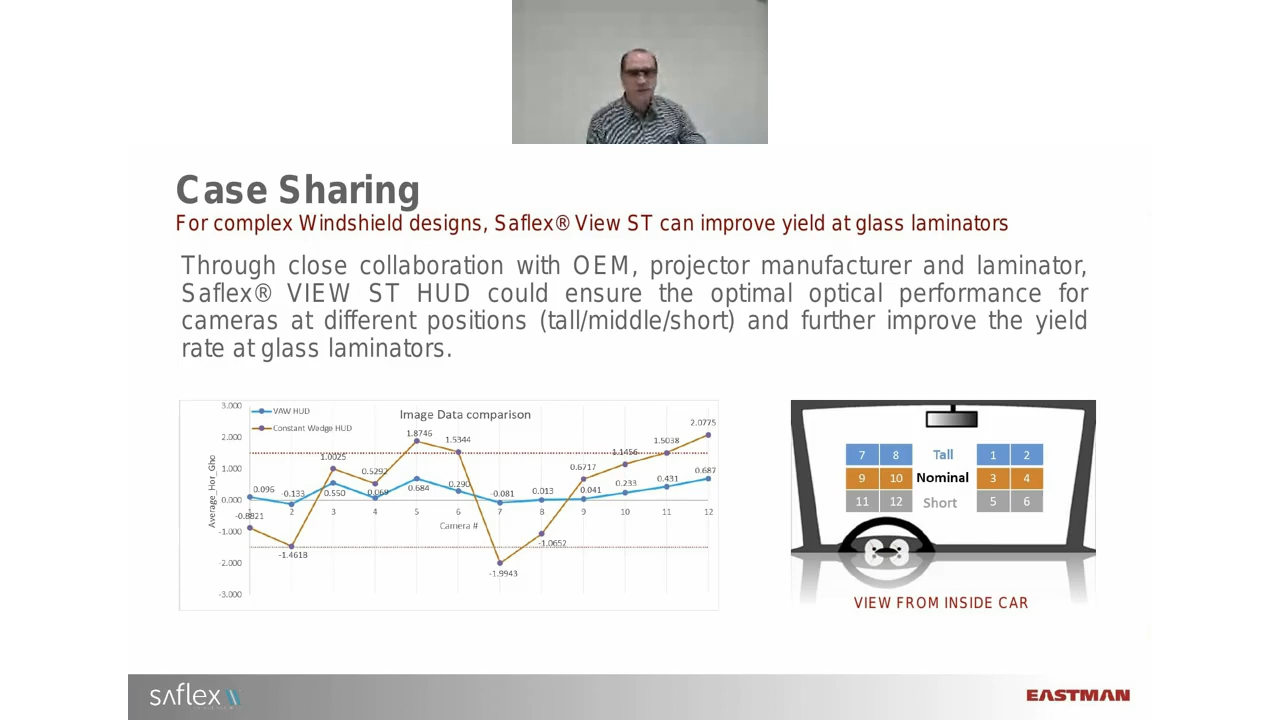 Case Sharing
For complex Windshield designs, Saflex® View ST can improve yield at glass laminators
Through close collaboration with OEM, projector manufacturer and laminator,
Saflex® VIEW ST HUD could ensure the optimal optical performance for
cameras at different positions (tall/middle/short) and further improve the yield
rate at glass laminators.
Image Data comparison
VAW HUD
Constant Wedge HUD
Average_Hor_Gho
3.000
2.000
1.000
0.000
-1.000
-2.000
-3.000
0.096 -0.133 0.550 0.069 0.684 0.290 -0.081 0.013 0.041 0.233 0.431 0.687
-0.8821 -1.4618 1.0025 0.5292 1.8746 1.5344 -1.9943 -1.0652 0.6717 1.1456 1.5038 2.0775
1 2 3 4 5 6 7 8 9 10 11 12
Camera #
7 8 Tall 1 2
9 10 Nominal 3 4
11 12 Short 5 6
VIEW FROM INSIDE CAR
saflex
EASTMAN